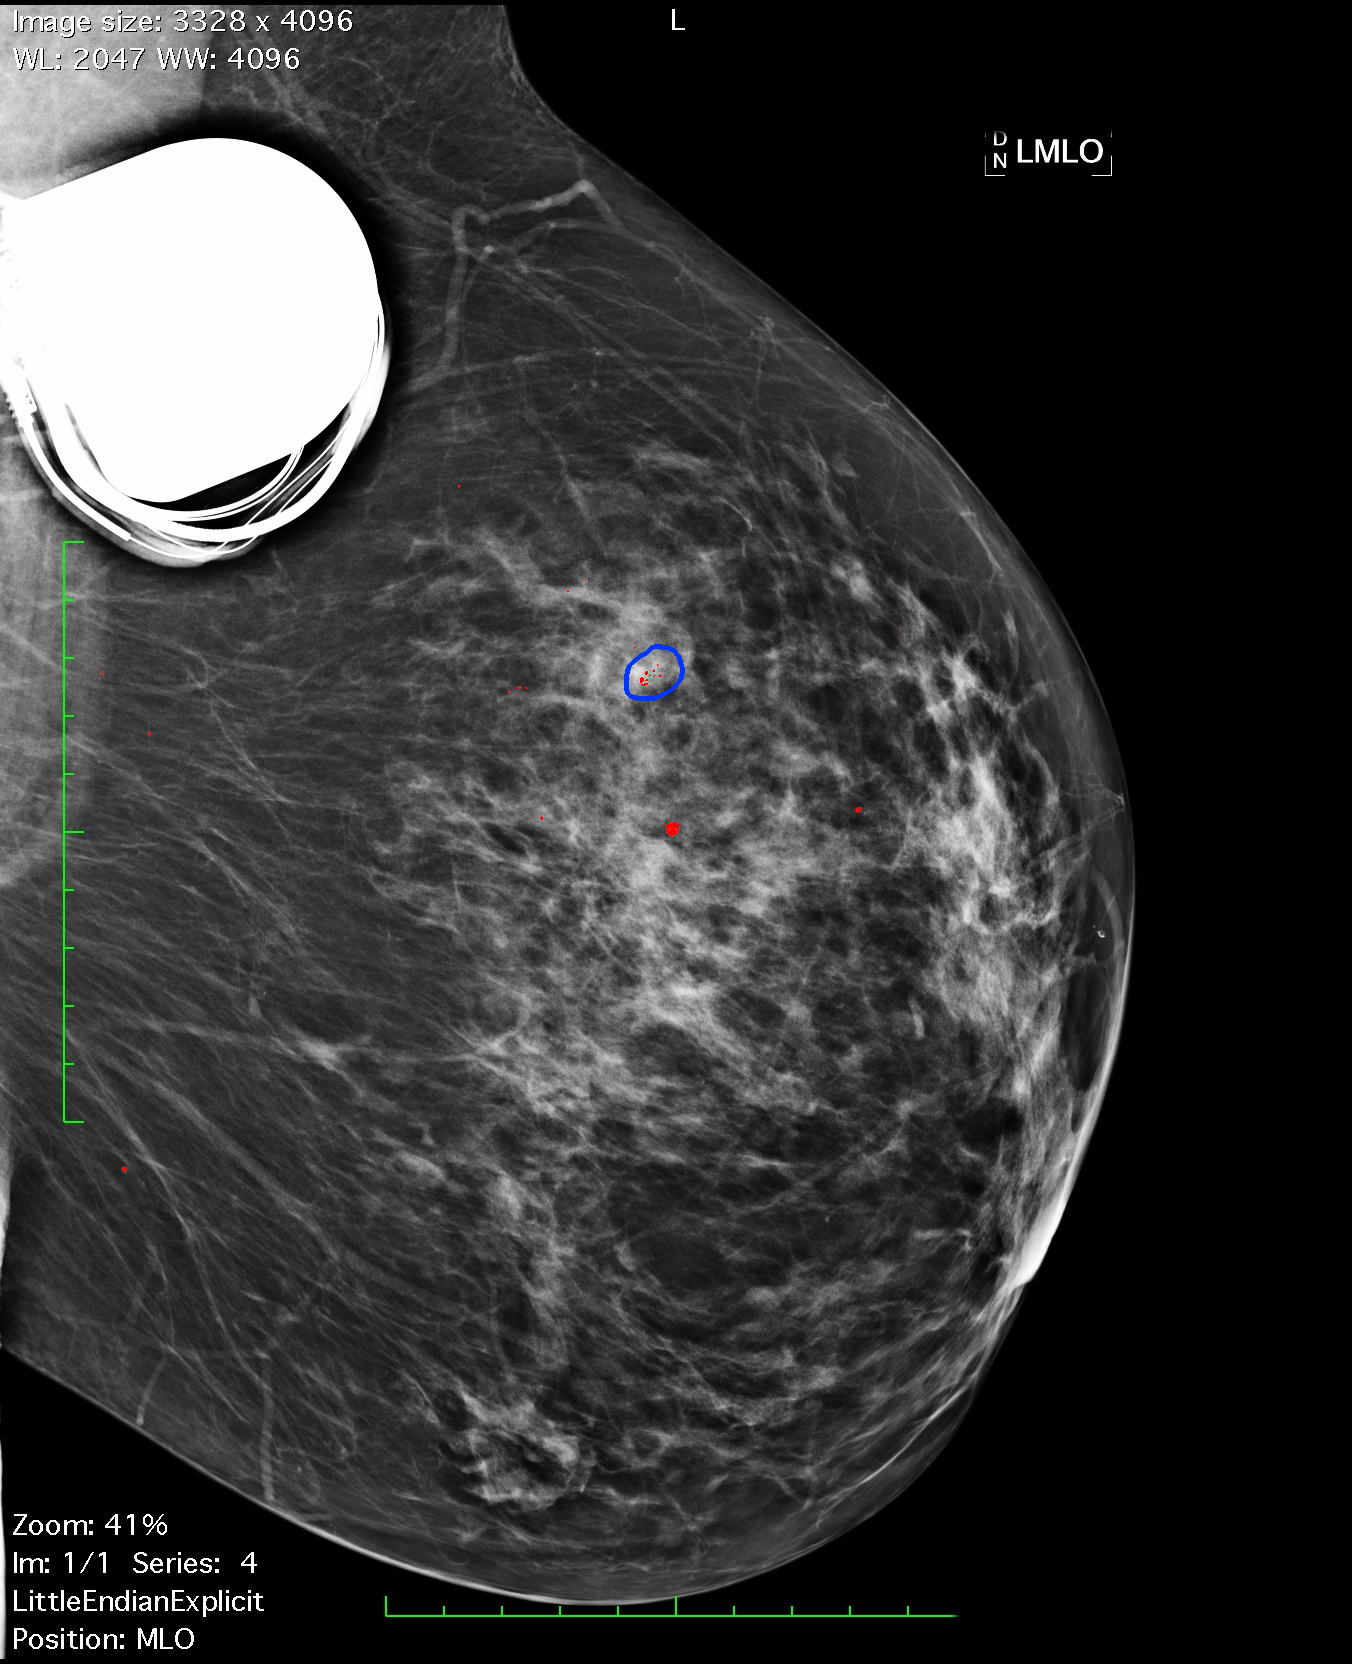 Image size: 3328 x 4096
WL: 2047 WW: 4096
L
D
N LMLO
Zoom: 41%
Im: 1/1 Series: 4
LittleEndianExplicit
Position: MLO